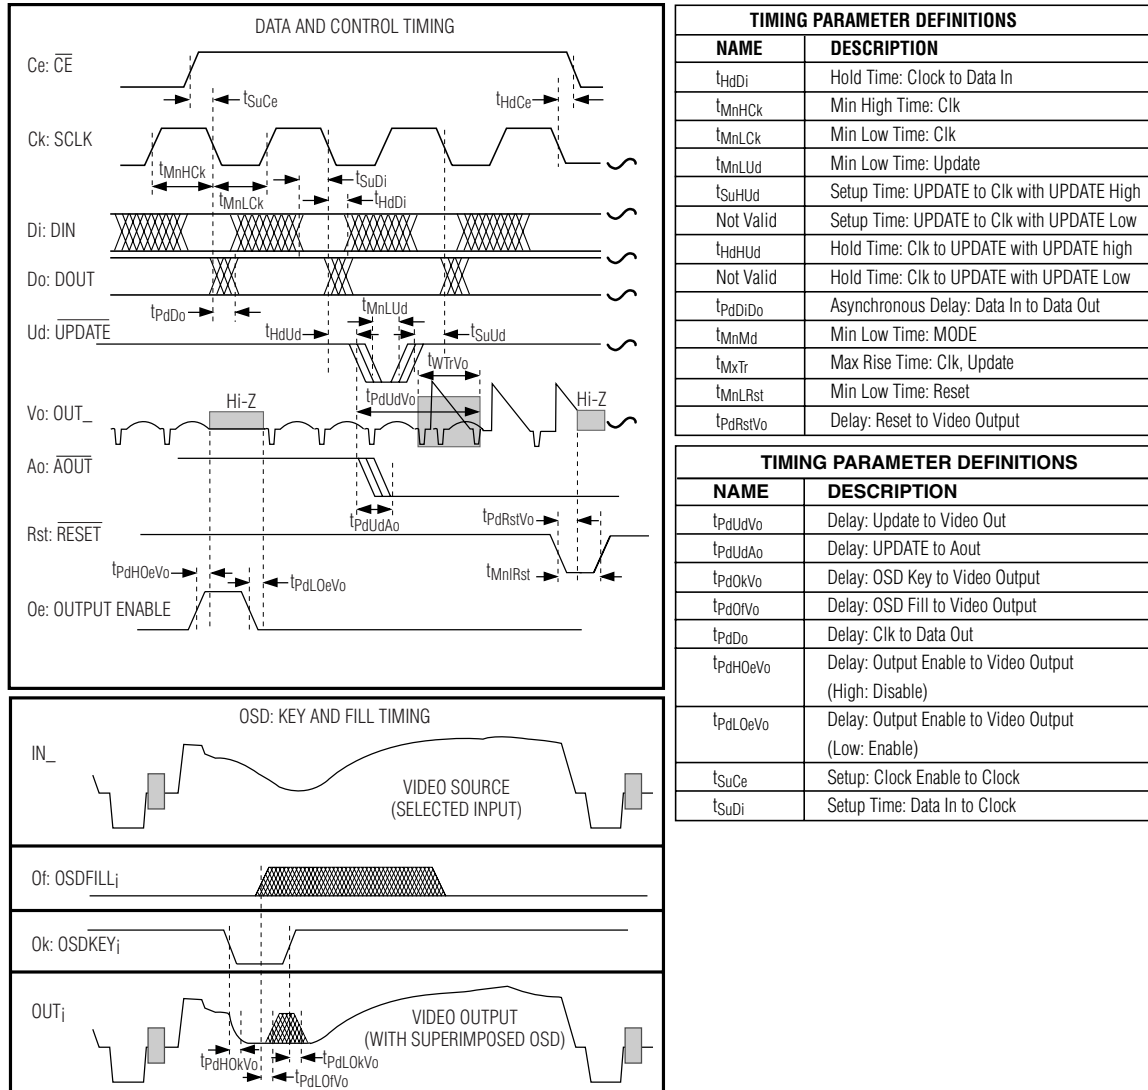 DATA AND CONTROL TIMING
Ce: CE
tSuCe
tHdCe
Ck: SCLK
tMnHCk
tMnLCk
tSuDi
tHdDi
Di: DIN
Do: DOUT
tPdDo
tMnLUd
Ud: UPDATE
tHdUd
tSuUd
tWTrVo
tPdUdVo
Vo: OUT_
Hi-Z
Hi-Z
Ao: AOUT
tPdUdAo
Rst: RESET
tPdRstVo
tMnlRst
tPdHOeVo
tPdLOeVo
Oe: OUTPUT ENABLE
OSD: KEY AND FILL TIMING
IN_
VIDEO SOURCE
(SELECTED INPUT)
Of: OSDFILLi
Ok: OSDKEYi
OUTi
VIDEO OUTPUT
(WITH SUPERIMPOSED OSD)
tPdHOkVo
tPdLOkVo
tPdLOfVo
TIMING PARAMETER DEFINITIONS
NAME DESCRIPTION
tHdDi Hold Time: Clock to Data In
tMnHCk Min High Time: Clk
tMnLCk Min Low Time: Clk
tMnLUd Min Low Time: Update
tSuHUd Setup Time: UPDATE to Clk with UPDATE High
Not Valid Setup Time: UPDATE to Clk with UPDATE Low
tHdHUd Hold Time: Clk to UPDATE with UPDATE high
Not Valid Hold Time: Clk to UPDATE with UPDATE Low
tPdDiDo Asynchronous Delay: Data In to Data Out
tMnMd Min Low Time: MODE
tMxTr Max Rise Time: Clk, Update
tMnLRst Min Low Time: Reset
tPdRstVo Delay: Reset to Video Output
TIMING PARAMETER DEFINITIONS
NAME DESCRIPTION
tPdUdVo Delay: Update to Video Out
tPdUdAo Delay: UPDATE to Aout
tPdOkVo Delay: OSD Key to Video Output
tPdOfVo Delay: OSD Fill to Video Output
tPdDo Delay: Clk to Data Out
tPdHOeVo Delay: Output Enable to Video Output
(High: Disable)
tPdLOeVo Delay: Output Enable to Video Output
(Low: Enable)
tSuCe Setup: Clock Enable to Clock
tSuDi Setup Time: Data In to Clock